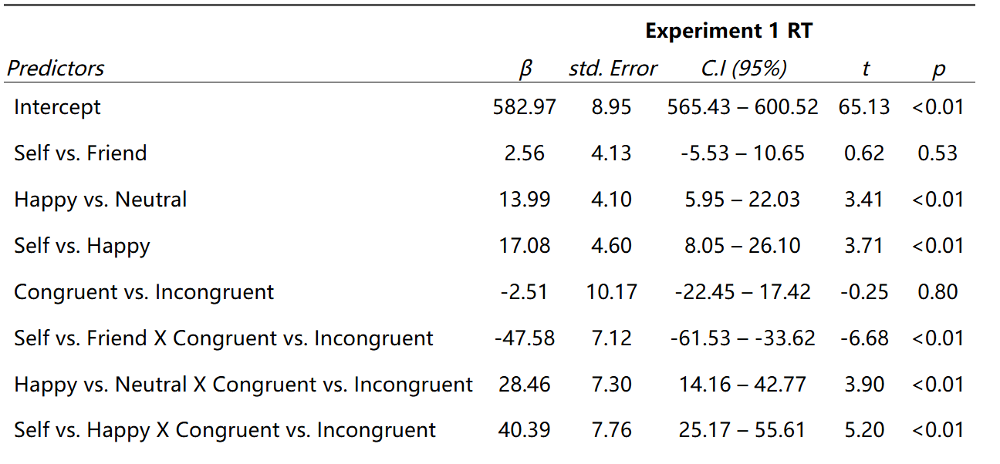 Experiment 1 RT
Predictors β std. Error C.I (95%) t p
Intercept 582.97 8.95 565.43 – 600.52 65.13 <0.01
Self vs. Friend 2.56 4.13 -5.53 – 10.65 0.62 0.53
Happy vs. Neutral 13.99 4.10 5.95 – 22.03 3.41 <0.01
Self vs. Happy 17.08 4.60 8.05 – 26.10 3.71 <0.01
Congruent vs. Incongruent -2.51 10.17 -22.45 – 17.42 -0.25 0.80
Self vs. Friend X Congruent vs. Incongruent -47.58 7.12 -61.53 – -33.62 -6.68 <0.01
Happy vs. Neutral X Congruent vs. Incongruent 28.46 7.30 14.16 – 42.77 3.90 <0.01
Self vs. Happy X Congruent vs. Incongruent 40.39 7.76 25.17 – 55.61 5.20 <0.01